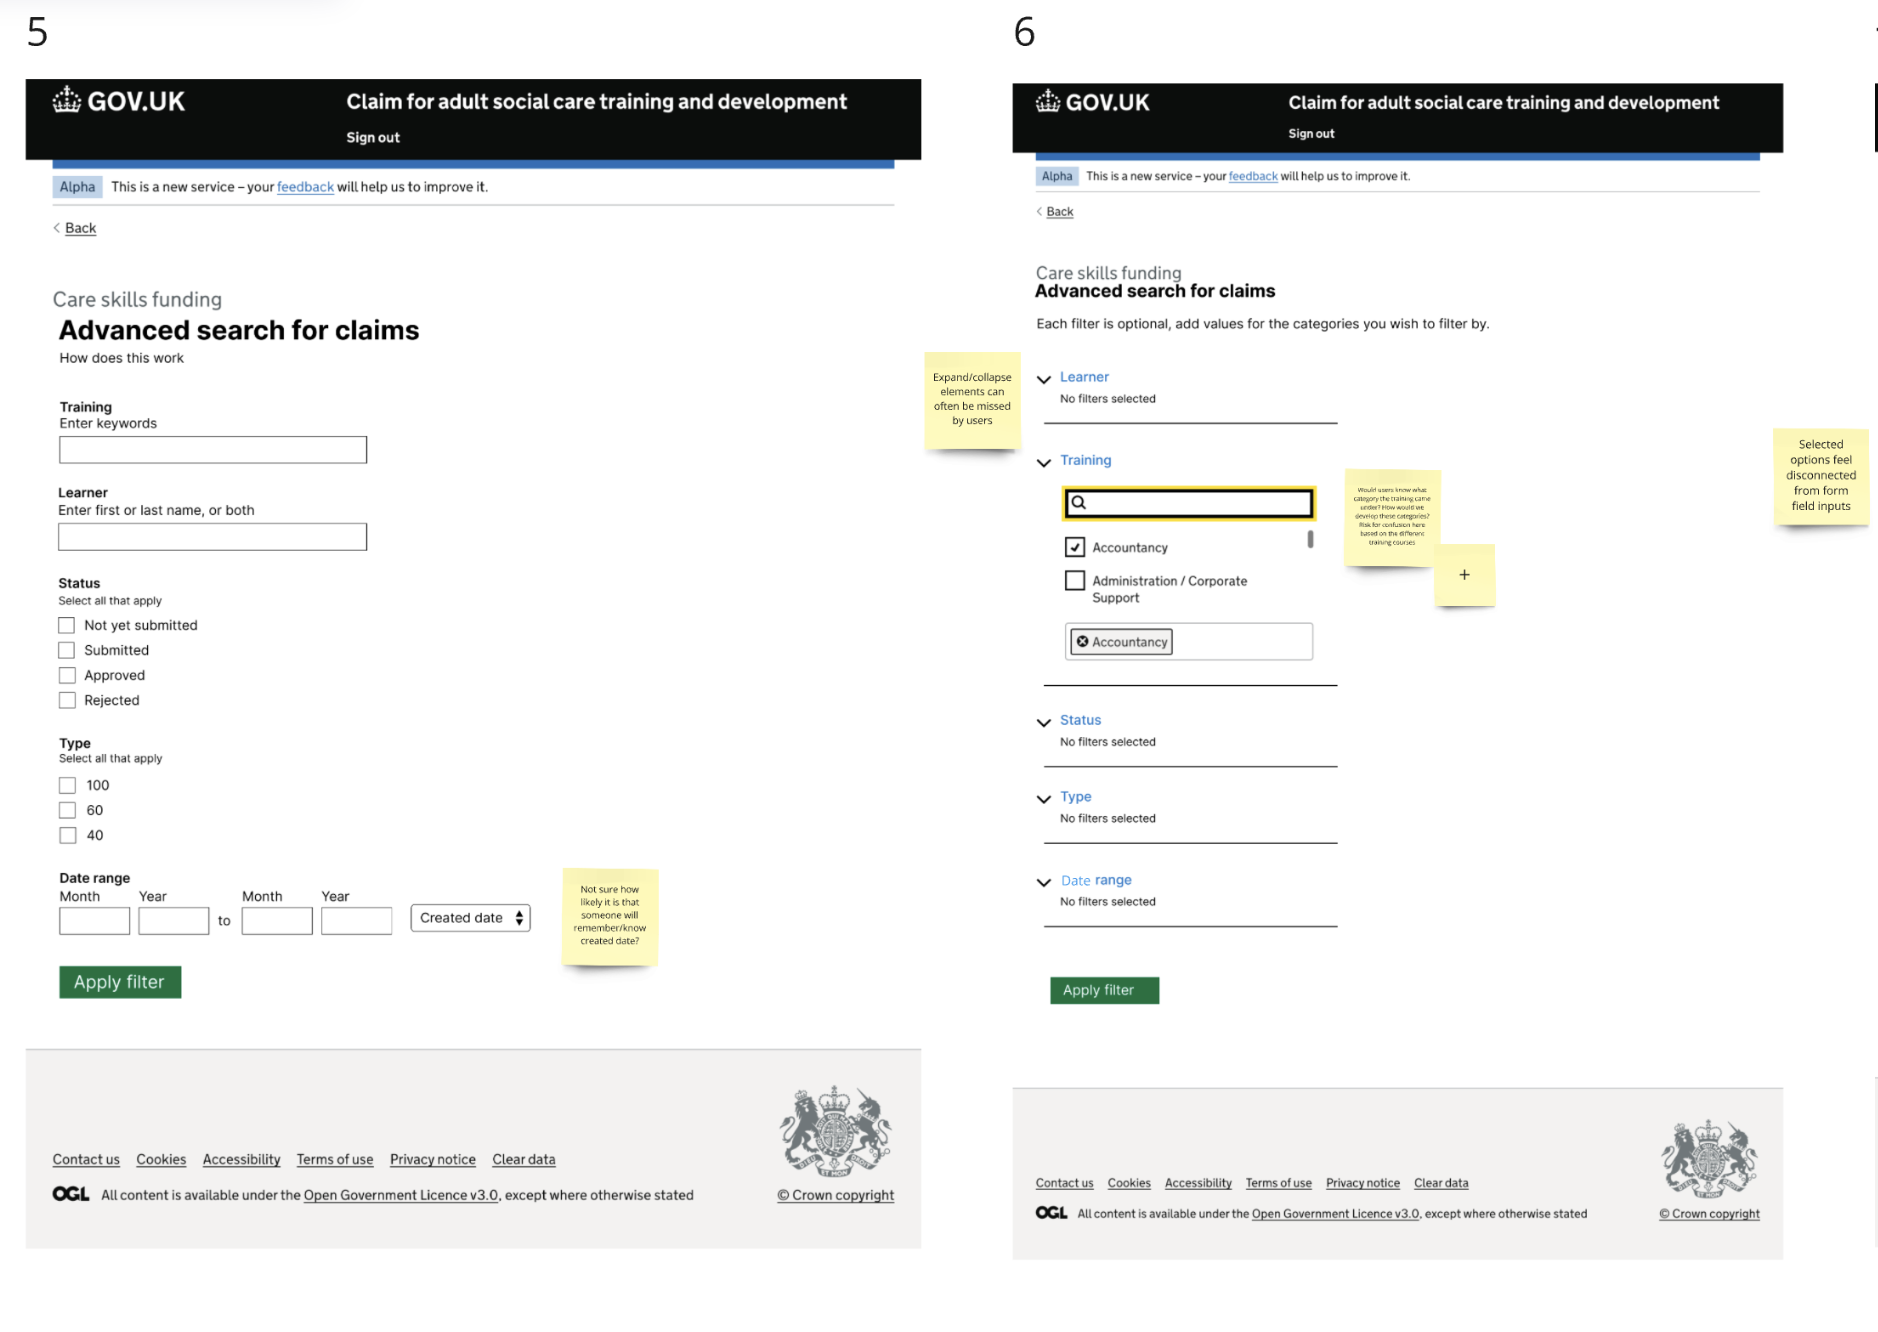 5
GOV.UK
Claim for adult social care training and development
Sign out
Alpha This is a new service – your feedback will help us to improve it.
Back
Care skills funding
Advanced search for claims
How does this work
Training
Enter keywords
Learner
Enter first or last name, or both
Status
Select all that apply
Not yet submitted
Submitted
Approved
Rejected
Type
Select all that apply
100
60
40
Date range
Month Year Month Year
to
Created date
Not sure how
likely it is that
someone will
remember/know
created date?
Apply filter
Contact us Cookies Accessibility Terms of use Privacy notice Clear data
OGL All content is available under the Open Government Licence v3.0, except where otherwise stated
© Crown copyright
6
GOV.UK
Claim for adult social care training and development
Sign out
Alpha This is a new service – your feedback will help us to improve it.
Back
Care skills funding
Advanced search for claims
Each filter is optional, add values for the categories you wish to filter by.
Expand/collapse
elements can
often be missed
by users
Learner
No filters selected
Training
Accountancy
Administration / Corporate
Support
Accountancy
Would users know what
category the training came
under? How would we
develop these categories?
Risk for confusion here
based on the different
training courses
+
Status
No filters selected
Type
No filters selected
Date range
No filters selected
Apply filter
Selected
options feel
disconnected
from form
field inputs
Contact us Cookies Accessibility Terms of use Privacy notice Clear data
OGL All content is available under the Open Government Licence v3.0, except where otherwise stated
© Crown copyright